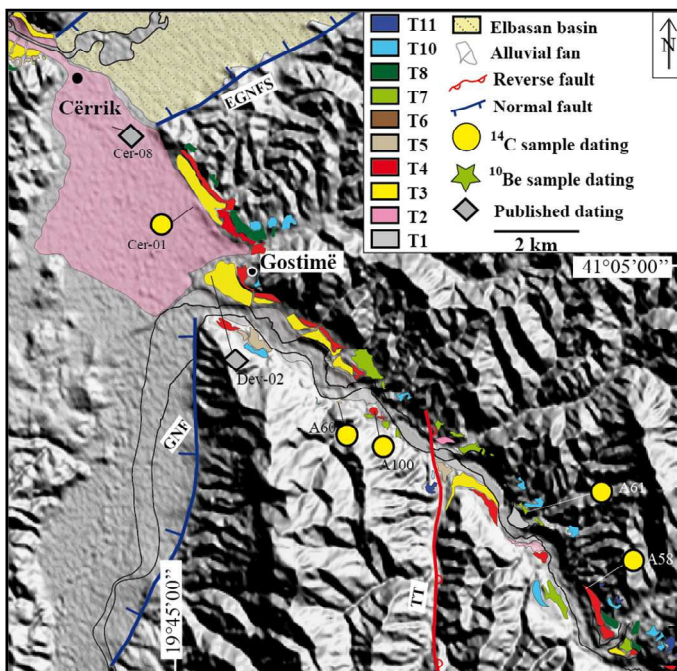 T11
T10
T8
T7
T6
T5
T4
T3
T2
T1
Elbasan basin
Alluvial fan
Reverse fault
Normal fault
¹⁴C sample dating
¹⁰Be sample dating
Published dating
2 km
N
41°05'00''
EGNFS
Cërrik
Cer-08
Cer-01
Gostimë
Dev-02
GNF
A60
A100
A61
A58
TT
19°45'00''